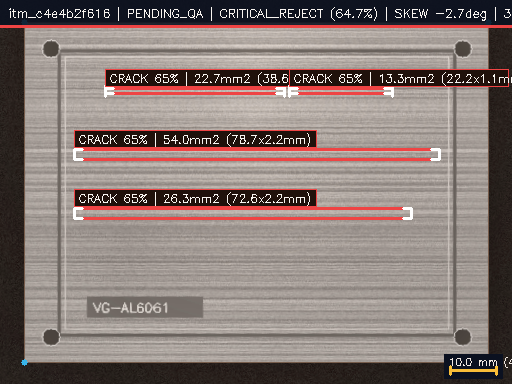 itm_c4e4b2f616 | PENDING_QA | CRITICAL_REJECT (64.7%) | SKEW -2.7deg | 3
CRACK 65% | 22.7mm2 (38.6
CRACK 65% | 13.3mm2 (22.2x1.1m
CRACK 65% | 54.0mm2 (78.7x2.2mm)
CRACK 65% | 26.3mm2 (72.6x2.2mm)
VG-AL6061
10.0 mm (4